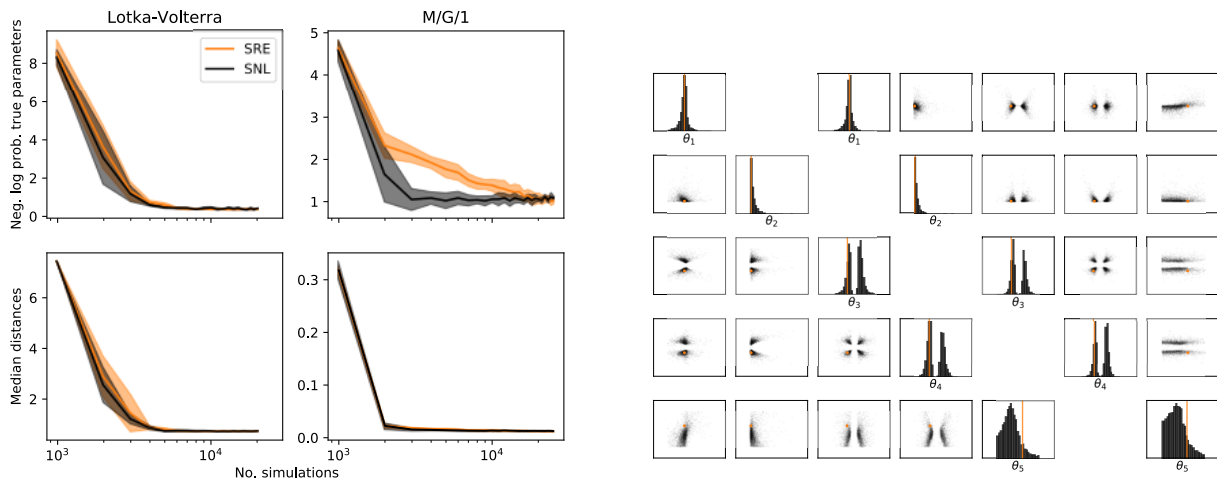 Lotka-Volterra
M/G/1
Neg. log prob. true parameters
8
6
4
2
0
SRE
SNL
5
4
3
2
1
Median distances
6
4
2
0.3
0.2
0.1
0.0
10³
10⁴
10³
10⁴
No. simulations
θ₁
θ₁
θ₂
θ₂
θ₃
θ₃
θ₄
θ₄
θ₅
θ₅